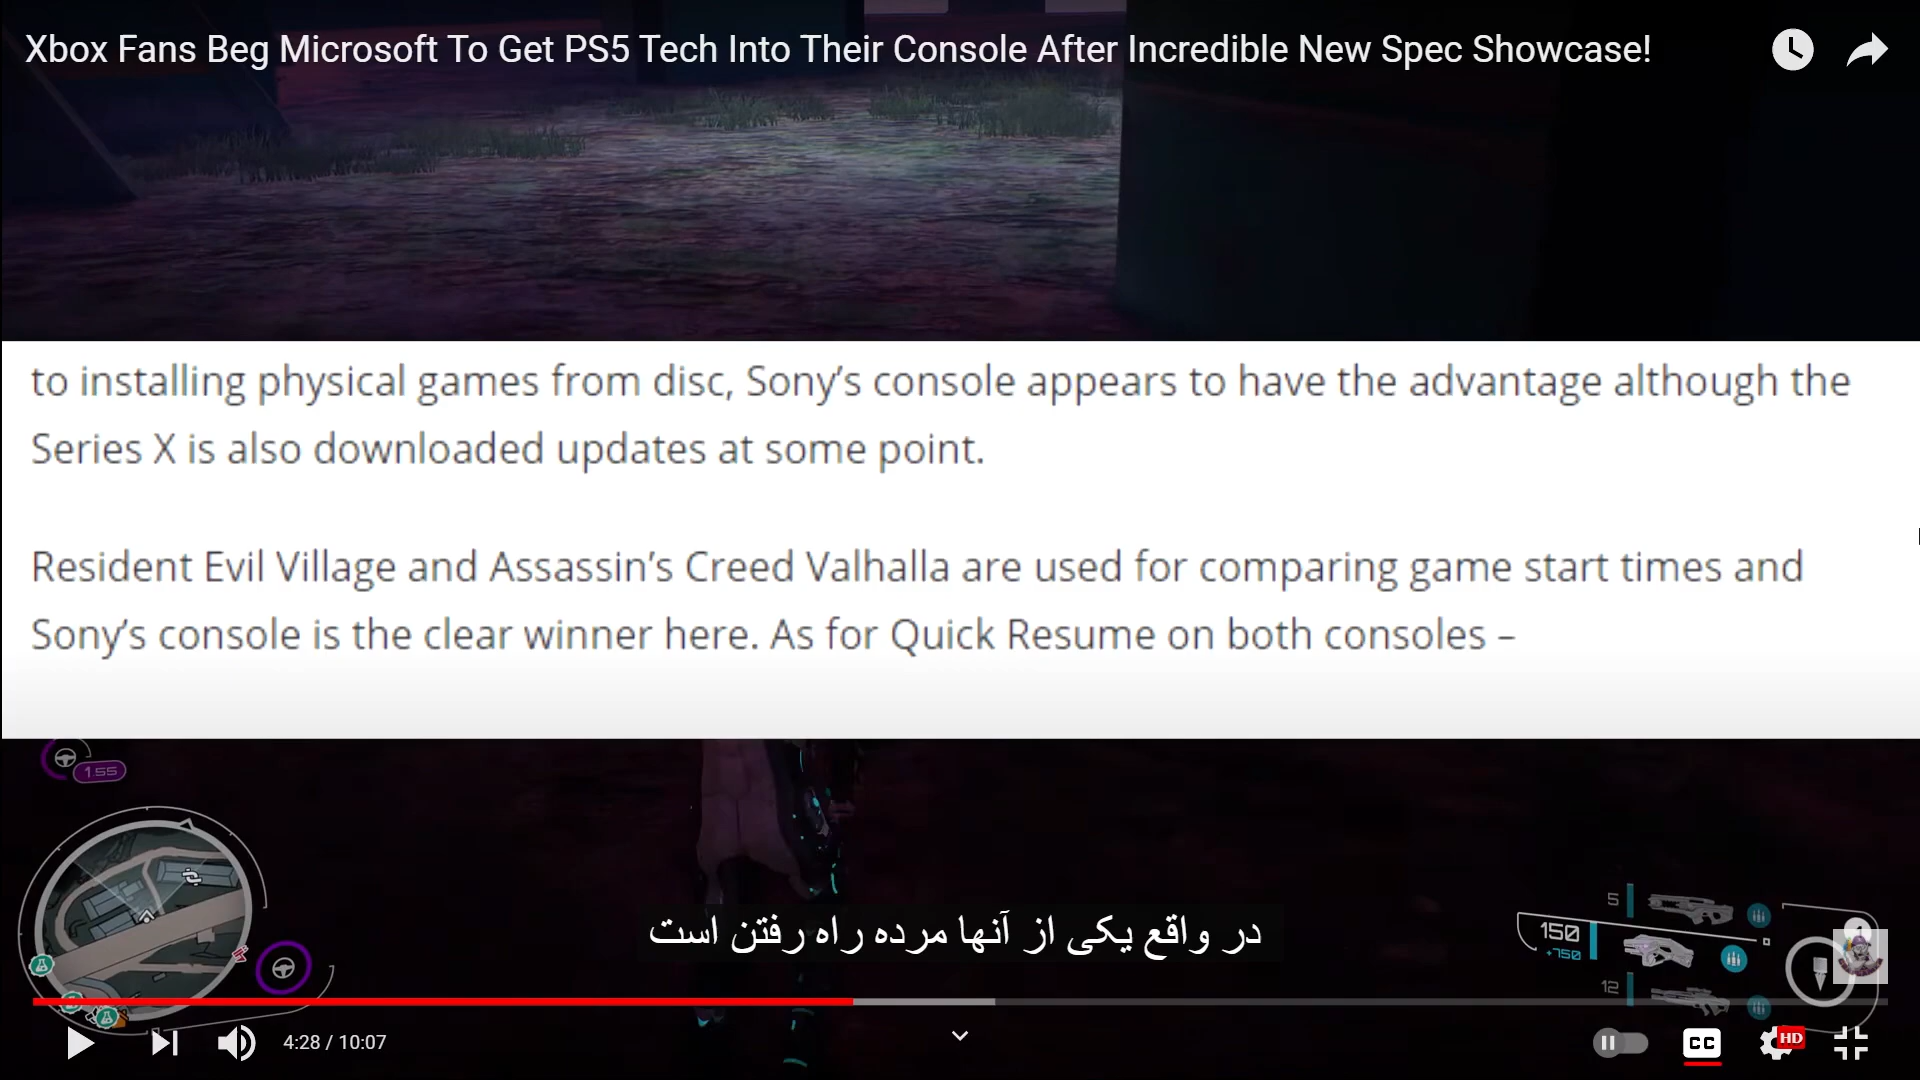 Xbox Fans Beg Microsoft To Get PS5 Tech Into Their Console After Incredible New Spec Showcase!
to installing physical games from disc, Sony’s console appears to have the advantage although the
Series X is also downloaded updates at some point.
Resident Evil Village and Assassin’s Creed Valhalla are used for comparing game start times and
Sony’s console is the clear winner here. As for Quick Resume on both consoles –
1.55
در واقع یکی از آنها مرده راه رفتن است
5
150
+750
12
4:28 / 10:07
CC
HD